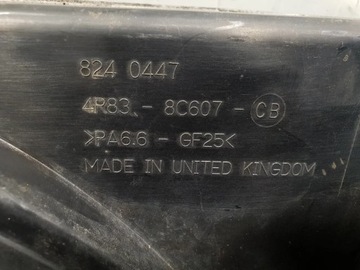 824 0447
4R83 - 8C607 - CB
>PA6.6 - GF25<
MADE IN UNITED KINGDOM